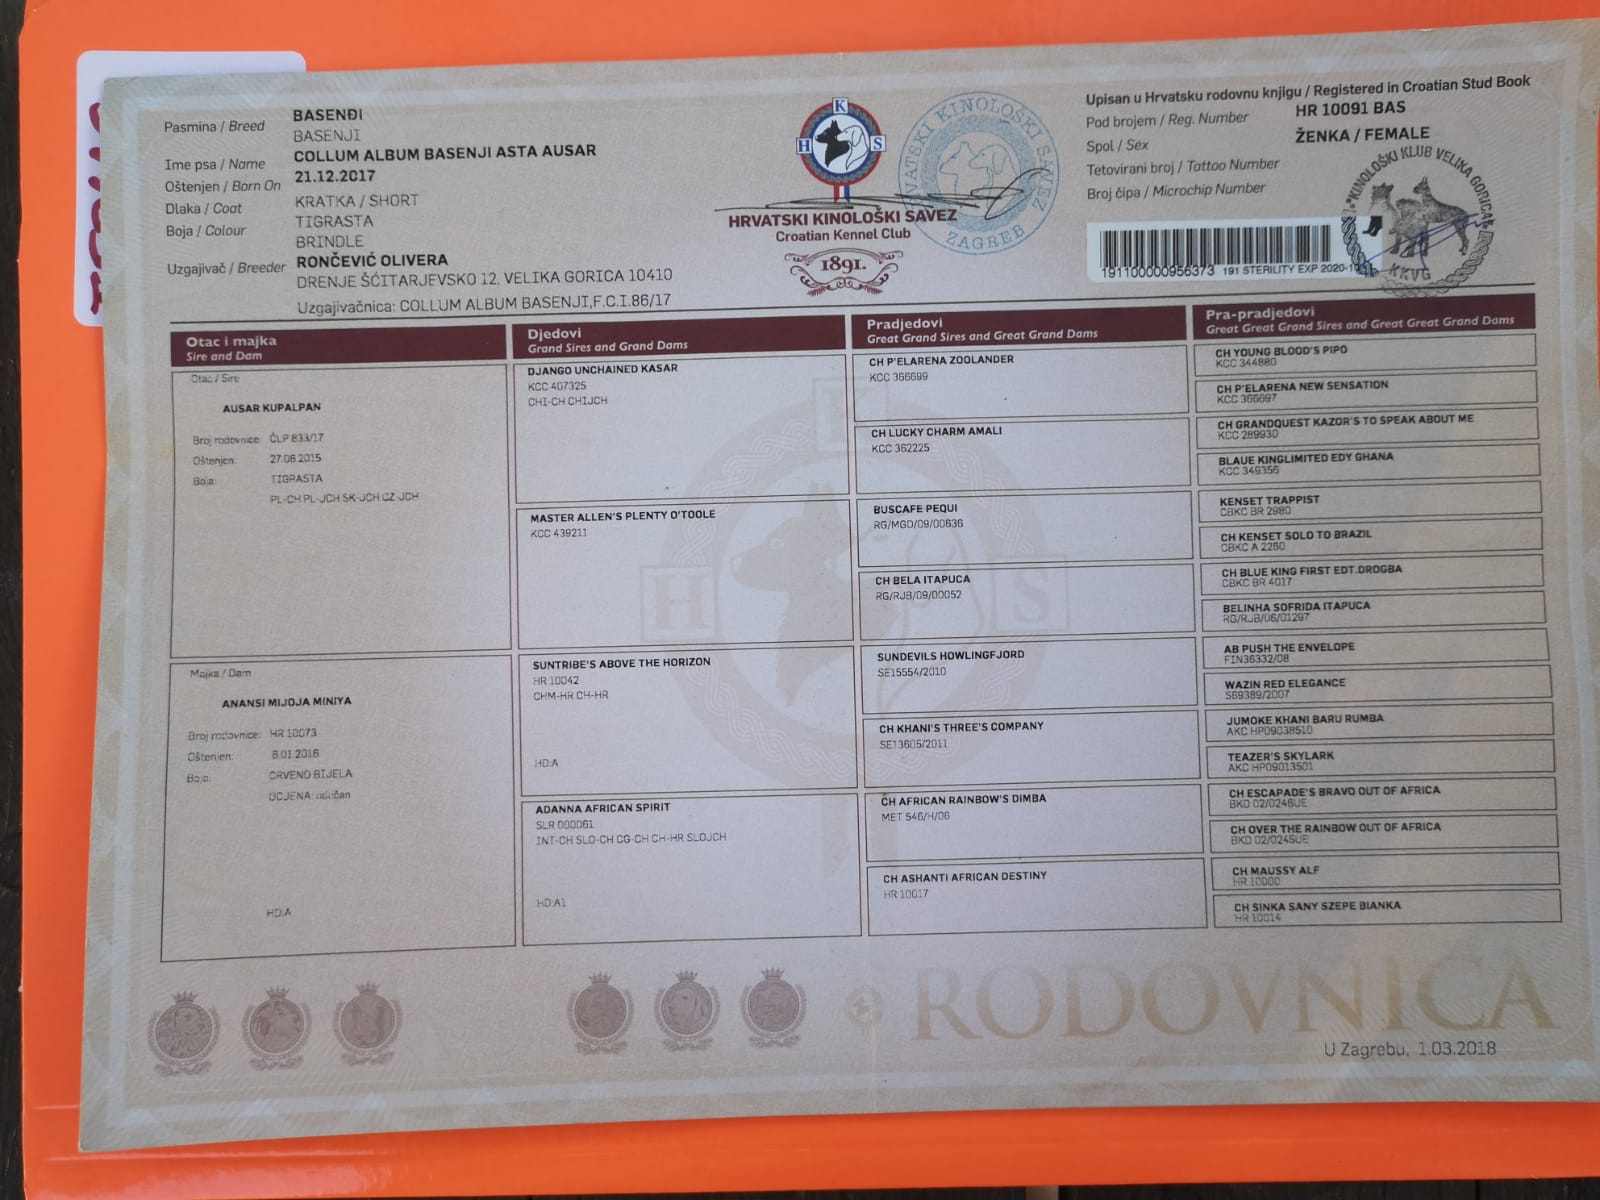 Pasmina / Breed
BASENĐI
BASENJI
Ime psa / Name
COLLUM ALBUM BASENJI ASTA AUSAR
Oštenjen / Born On
21.12.2017
Dlaka / Coat
KRATKA / SHORT
Boja / Colour
TIGRASTA
BRINDLE
Uzgajivač / Breeder
RONČEVIĆ OLIVERA
DRENJE ŠĆITARJEVSKO 12, VELIKA GORICA 10410
Uzgajivačnica: COLLUM ALBUM BASENJI,F.C.I.86/17
K
H S
HRVATSKI KINOLOŠKI SAVEZ
Croatian Kennel Club
1891.
HRVATSKI KINOLOŠKI SAVEZ
ZAGREB
Upisan u Hrvatsku rodovnu knjigu / Registered in Croatian Stud Book
Pod brojem / Reg. Number
HR 10091 BAS
Spol / Sex
ŽENKA / FEMALE
Tetovirani broj / Tattoo Number
Broj čipa / Microchip Number
191100000956373 191 STERILITY EXP 2020-1
KINOLOŠKI KLUB VELIKA GORICA
KKVG
Otac i majka
Sire and Dam
Djedovi
Grand Sires and Grand Dams
Pradjedovi
Great Grand Sires and Great Grand Dams
Pra-pradjedovi
Great Great Grand Sires and Great Great Grand Dams
Otac / Sire
AUSAR KUPALPAN
Broj rodovnice: ČLP 833/17
Oštenjen: 27.06.2015
Boja: TIGRASTA
PL-CH PL-JCH SK-JCH CZ-JCH
Majka / Dam
ANANSI MIJOJA MINIYA
Broj rodovnice: HR 10073
Oštenjen: 6.01.2016
Boja: CRVENO BIJELA
OCJENA: odličan
HD:A
DJANGO UNCHAINED KASAR
KCC 407325
CHI-CH CHIJCH
MASTER ALLEN'S PLENTY O'TOOLE
KCC 439211
SUNTRIBE'S ABOVE THE HORIZON
HR 10042
CHM-HR CH-HR
HD:A
ADANNA AFRICAN SPIRIT
SLR 000061
INT-CH SLO-CH CG-CH CH-HR SLOJCH
HD:A1
CH P'ELARENA ZOOLANDER
KCC 366699
CH LUCKY CHARM AMALI
KCC 362225
BUSCAFE PEQUI
RG/MGD/09/00636
CH BELA ITAPUCA
RG/RJB/09/00052
SUNDEVILS HOWLINGFJORD
SE15554/2010
CH KHANI'S THREE'S COMPANY
SE13605/2011
CH AFRICAN RAINBOW'S DIMBA
MET 546/H/06
CH ASHANTI AFRICAN DESTINY
HR 10017
CH YOUNG BLOOD'S PIPO
KCC 344880
CH P'ELARENA NEW SENSATION
KCC 366697
CH GRANDQUEST KAZOR'S TO SPEAK ABOUT ME
KCC 289930
BLAUE KINGLIMITED EDY GHANA
KCC 349356
KENSET TRAPPIST
CBKC BR 2980
CH KENSET SOLO TO BRAZIL
CBKC A 2260
CH BLUE KING FIRST EDT.DROGBA
CBKC BR 4017
BELINHA SOFRIDA ITAPUCA
RG/RJB/06/01297
AB PUSH THE ENVELOPE
FIN36332/08
WAZIN RED ELEGANCE
S69389/2007
JUMOKE KHANI BARU RUMBA
AKC HP09038510
TEAZER'S SKYLARK
AKC HP09013501
CH ESCAPADE'S BRAVO OUT OF AFRICA
BKD 02/0246UE
CH OVER THE RAINBOW OUT OF AFRICA
BKD 02/0245UE
CH MAUSSY ALF
HR 10000
CH SINKA SANY SZEPE BIANKA
HR 10014
K
H S
RODOVNICA
U Zagrebu, 1.03.2018